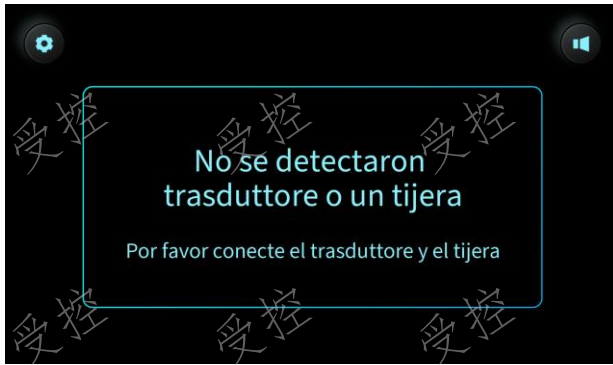 No se detectaron
trasduttore o un tijera
Por favor conecte el trasduttore y el tijera
受控
受控
受控
受控
受控
受控